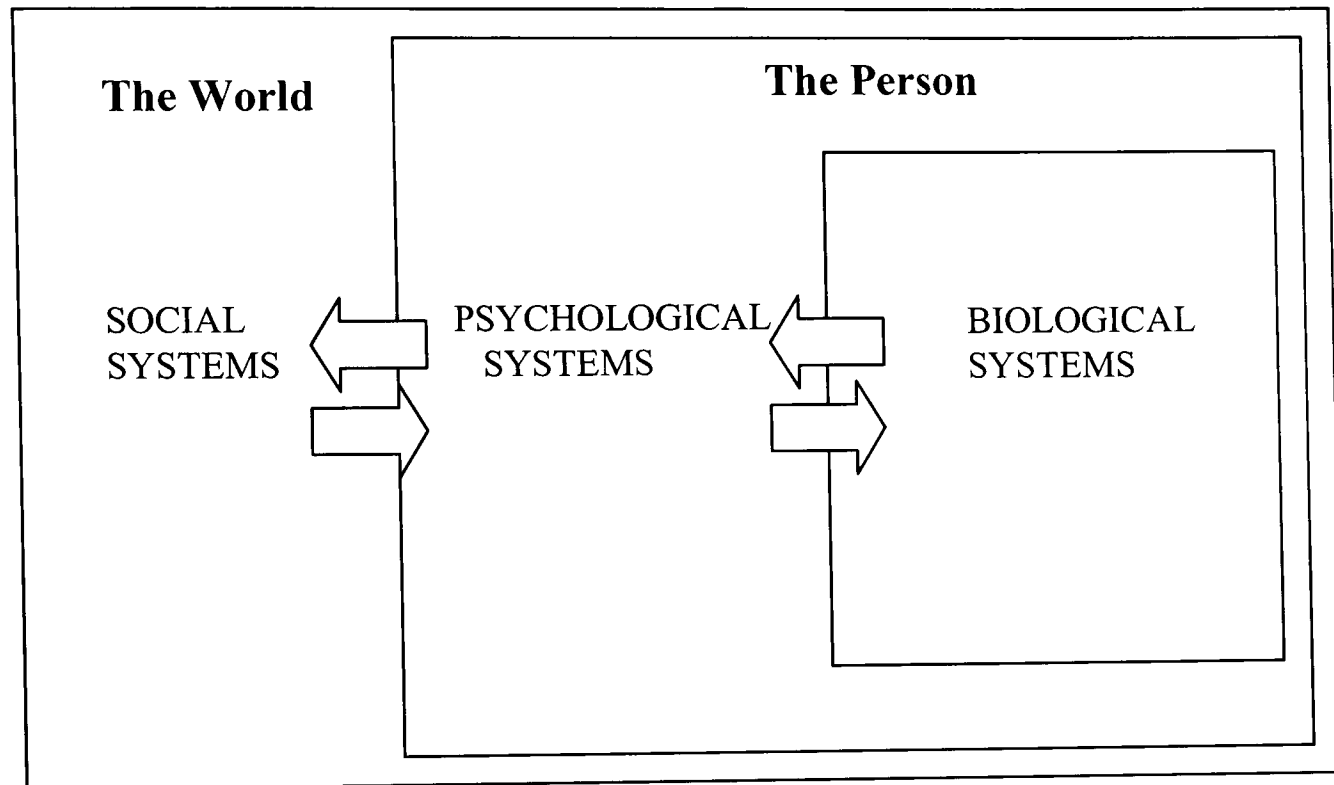 The World
The Person
SOCIAL
SYSTEMS
PSYCHOLOGICAL
SYSTEMS
BIOLOGICAL
SYSTEMS